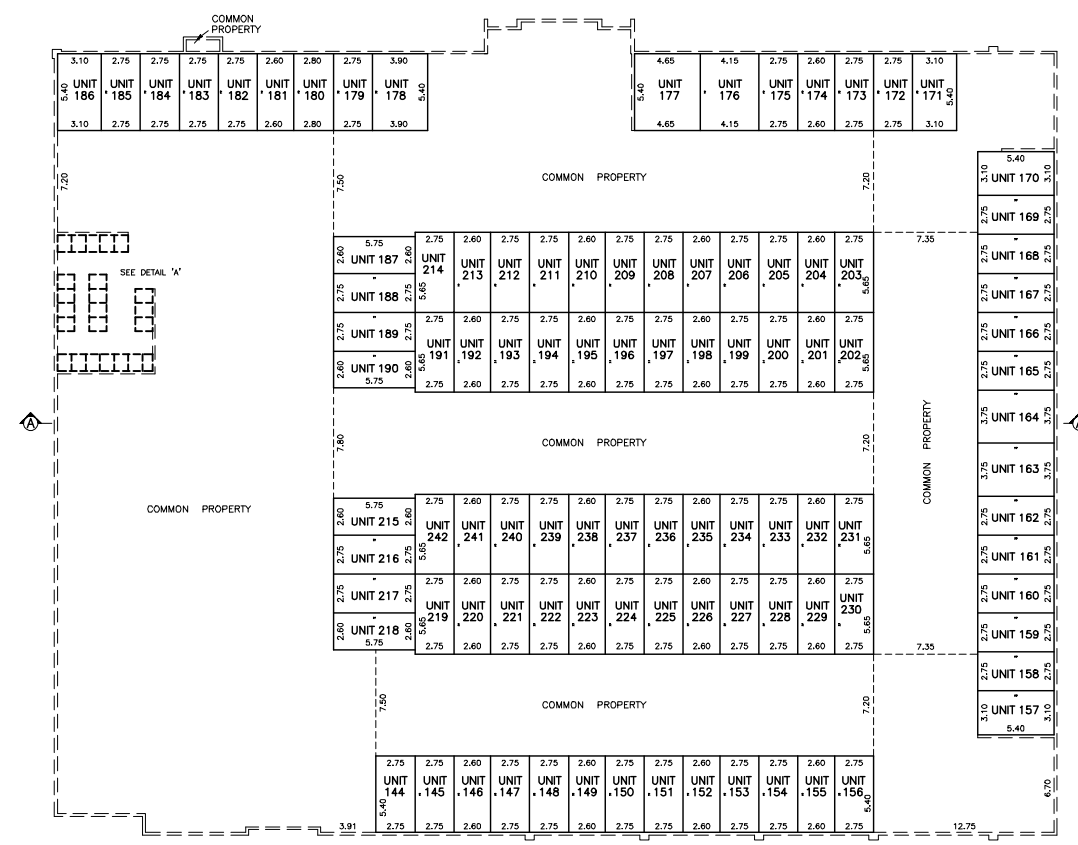 COMMON
PROPERTY
3.10 2.75 2.75 2.75 2.75 2.60 2.80 2.75 3.90
5.40 UNIT 186 UNIT 185 UNIT 184 UNIT 183 UNIT 182 UNIT 181 UNIT 180 UNIT 179 UNIT 178 5.40
3.10 2.75 2.75 2.75 2.75 2.60 2.80 2.75 3.90
4.65 4.15 2.75 2.60 2.75 2.75 3.10
5.40 UNIT 177 UNIT 176 UNIT 175 UNIT 174 UNIT 173 UNIT 172 UNIT 171 5.40
4.65 4.15 2.75 2.60 2.75 2.75 3.10
7.20 7.50 COMMON PROPERTY 7.20
5.40
3.10 UNIT 170 3.10
2.75 UNIT 169 2.75
2.75 UNIT 168 2.75
2.75 UNIT 167 2.75
2.75 UNIT 166 2.75
2.75 UNIT 165 2.75
3.75 UNIT 164 3.75
3.75 UNIT 163 3.75
2.75 UNIT 162 2.75
2.75 UNIT 161 2.75
2.75 UNIT 160 2.75
2.75 UNIT 159 2.75
2.75 UNIT 158 2.75
3.10 UNIT 157 3.10
5.40
7.35
SEE DETAIL 'A'
5.75
2.60 UNIT 187 2.60
2.75 UNIT 188 2.75
2.75 UNIT 189 2.75
2.60 UNIT 190 2.60
5.75
2.75 2.60 2.75 2.75 2.60 2.75 2.75 2.60 2.75 2.75 2.60 2.75
UNIT 214 UNIT 213 UNIT 212 UNIT 211 UNIT 210 UNIT 209 UNIT 208 UNIT 207 UNIT 206 UNIT 205 UNIT 204 UNIT 203
5.65 5.65
2.75 2.60 2.75 2.75 2.60 2.75 2.75 2.60 2.75 2.75 2.60 2.75
UNIT 191 UNIT 192 UNIT 193 UNIT 194 UNIT 195 UNIT 196 UNIT 197 UNIT 198 UNIT 199 UNIT 200 UNIT 201 UNIT 202
5.65 5.65
2.75 2.60 2.75 2.75 2.60 2.75 2.75 2.60 2.75 2.75 2.60 2.75
A
7.80 COMMON PROPERTY 7.20
COMMON PROPERTY
COMMON PROPERTY
5.75
2.60 UNIT 215 2.60
2.75 UNIT 216 2.75
2.75 UNIT 217 2.75
2.60 UNIT 218 2.60
5.75
2.75 2.60 2.75 2.75 2.60 2.75 2.75 2.60 2.75 2.75 2.60 2.75
UNIT 242 UNIT 241 UNIT 240 UNIT 239 UNIT 238 UNIT 237 UNIT 236 UNIT 235 UNIT 234 UNIT 233 UNIT 232 UNIT 231
5.65 5.65
2.75 2.60 2.75 2.75 2.60 2.75 2.75 2.60 2.75 2.75 2.60 2.75
UNIT 219 UNIT 220 UNIT 221 UNIT 222 UNIT 223 UNIT 224 UNIT 225 UNIT 226 UNIT 227 UNIT 228 UNIT 229 UNIT 230
5.65 5.65
2.75 2.60 2.75 2.75 2.60 2.75 2.75 2.60 2.75 2.75 2.60 2.75
7.35
7.50 COMMON PROPERTY 7.20
2.75 2.75 2.60 2.75 2.75 2.60 2.75 2.75 2.60 2.75 2.75 2.60 2.75
UNIT 144 UNIT 145 UNIT 146 UNIT 147 UNIT 148 UNIT 149 UNIT 150 UNIT 151 UNIT 152 UNIT 153 UNIT 154 UNIT 155 UNIT 156
5.40 5.40
3.91 2.75 2.75 2.60 2.75 2.75 2.60 2.75 2.75 2.60 2.75 2.75 2.60 2.75 12.75
6.70